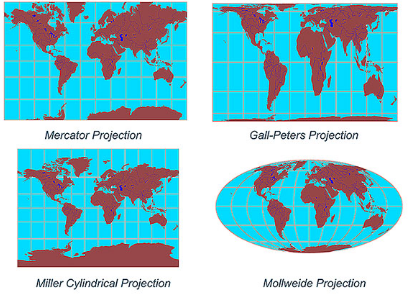 Mercator Projection
Gall-Peters Projection
Miller Cylindrical Projection
Mollweide Projection